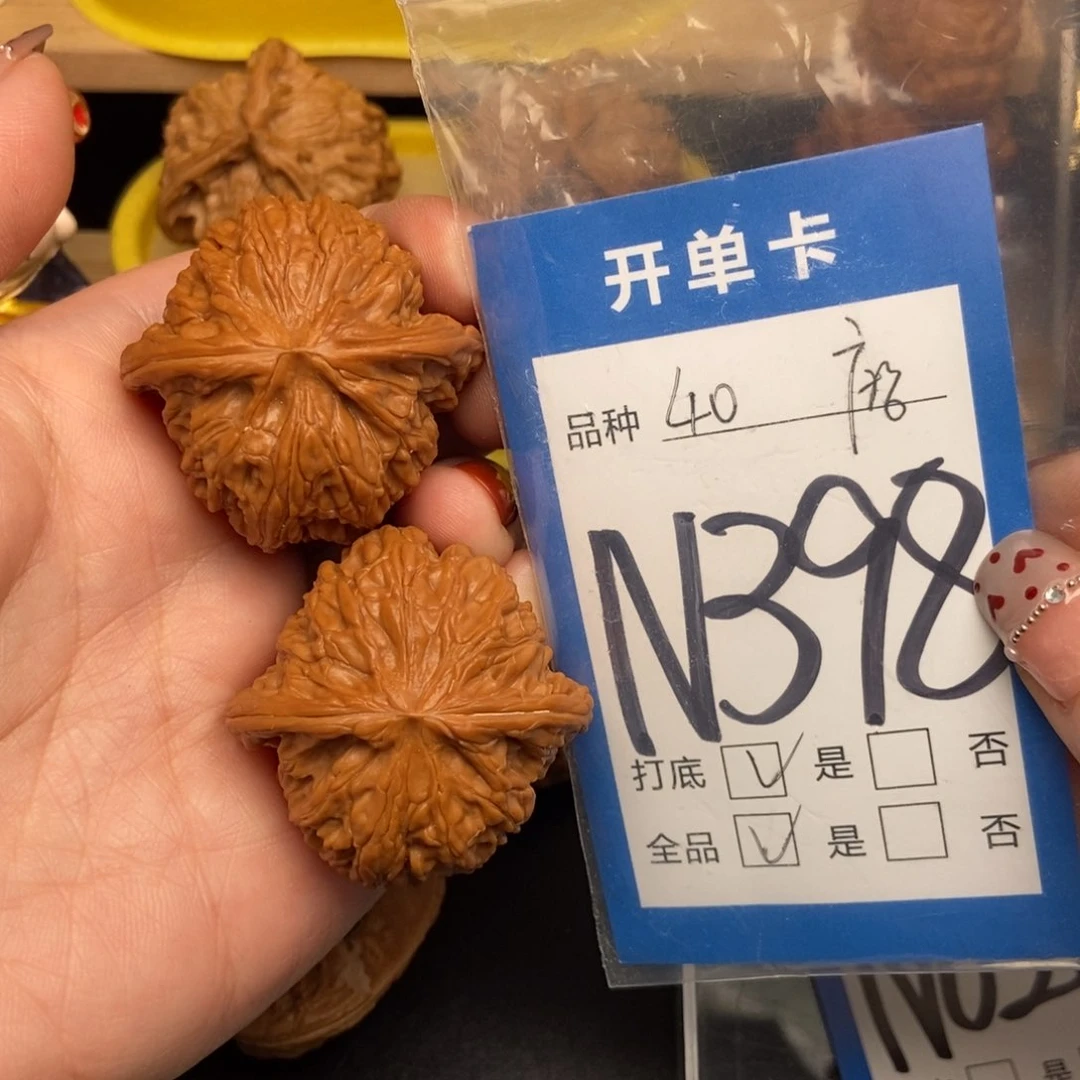 开单卡
品种 40
N398
打底 ☑ 是 ☐ 否
全品 ☑ 是 ☐ 否